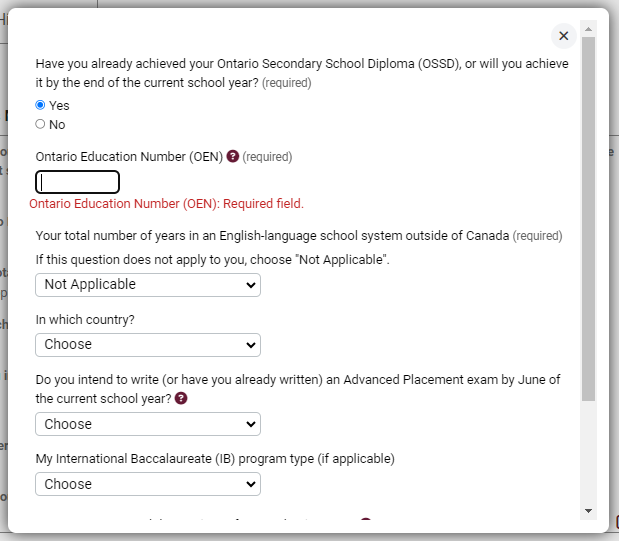 Have you already achieved your Ontario Secondary School Diploma (OSSD), or will you achieve
it by the end of the current school year? (required)
Yes
No
Ontario Education Number (OEN) ? (required)
Ontario Education Number (OEN): Required field.
Your total number of years in an English-language school system outside of Canada (required)
If this question does not apply to you, choose "Not Applicable".
Not Applicable
In which country?
Choose
Do you intend to write (or have you already written) an Advanced Placement exam by June of
the current school year? ?
Choose
My International Baccalaureate (IB) program type (if applicable)
Choose